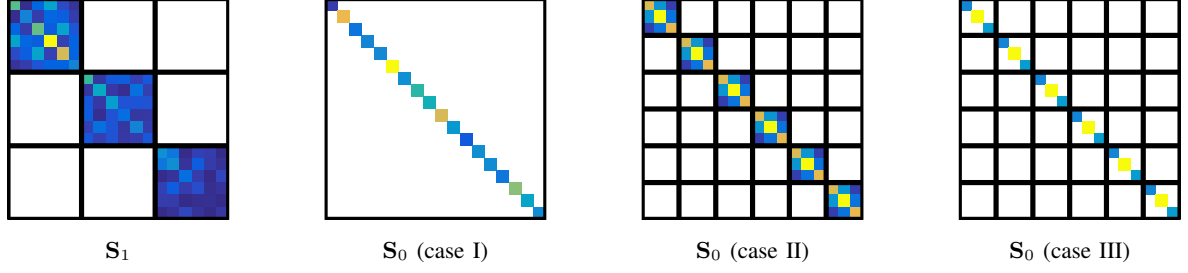 S₁
S₀ (case I)
S₀ (case II)
S₀ (case III)